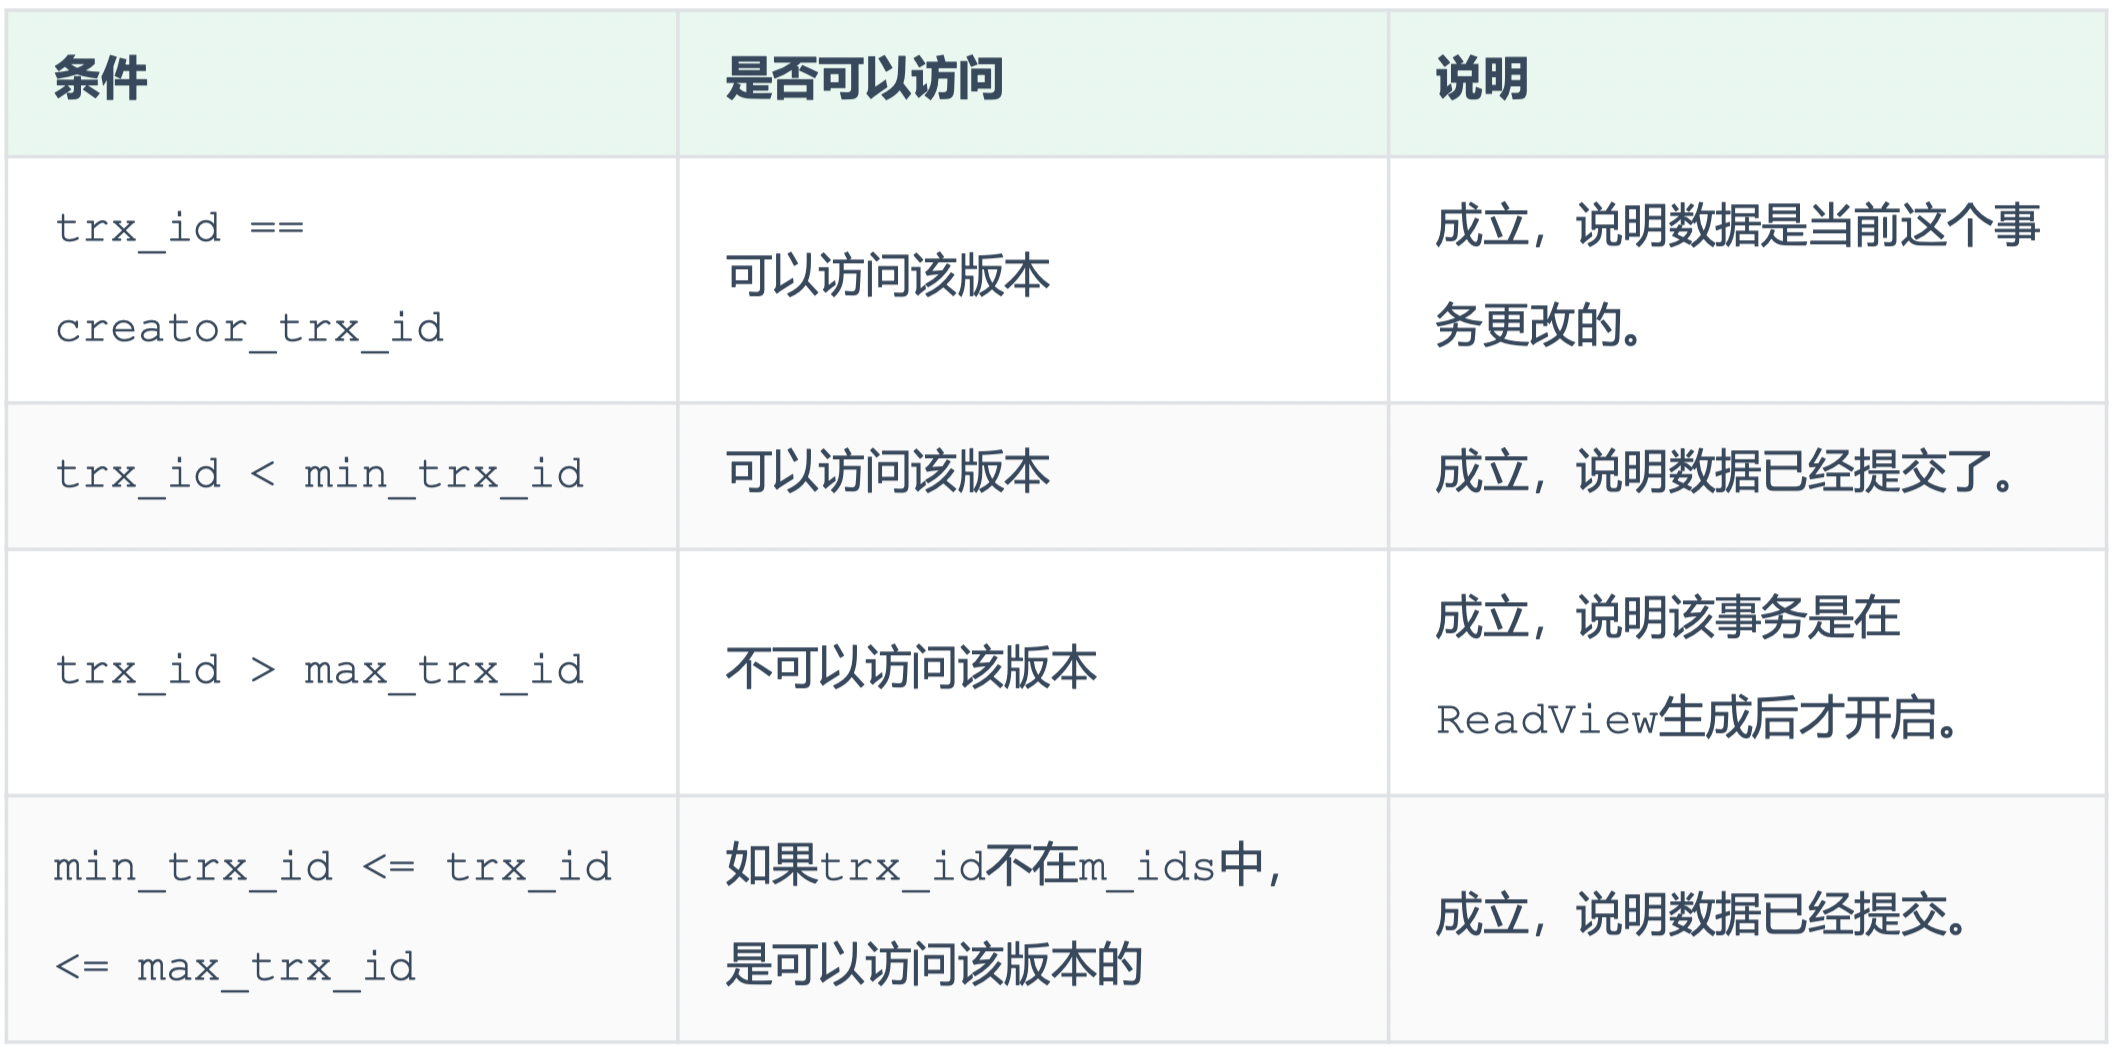 条件
是否可以访问
说明
trx_id ==
creator_trx_id
可以访问该版本
成立，说明数据是当前这个事
务更改的。
trx_id < min_trx_id
可以访问该版本
成立，说明数据已经提交了。
trx_id > max_trx_id
不可以访问该版本
成立，说明该事务是在
ReadView生成后才开启。
min_trx_id <= trx_id
<= max_trx_id
如果trx_id不在m_ids中，
是可以访问该版本的
成立，说明数据已经提交。